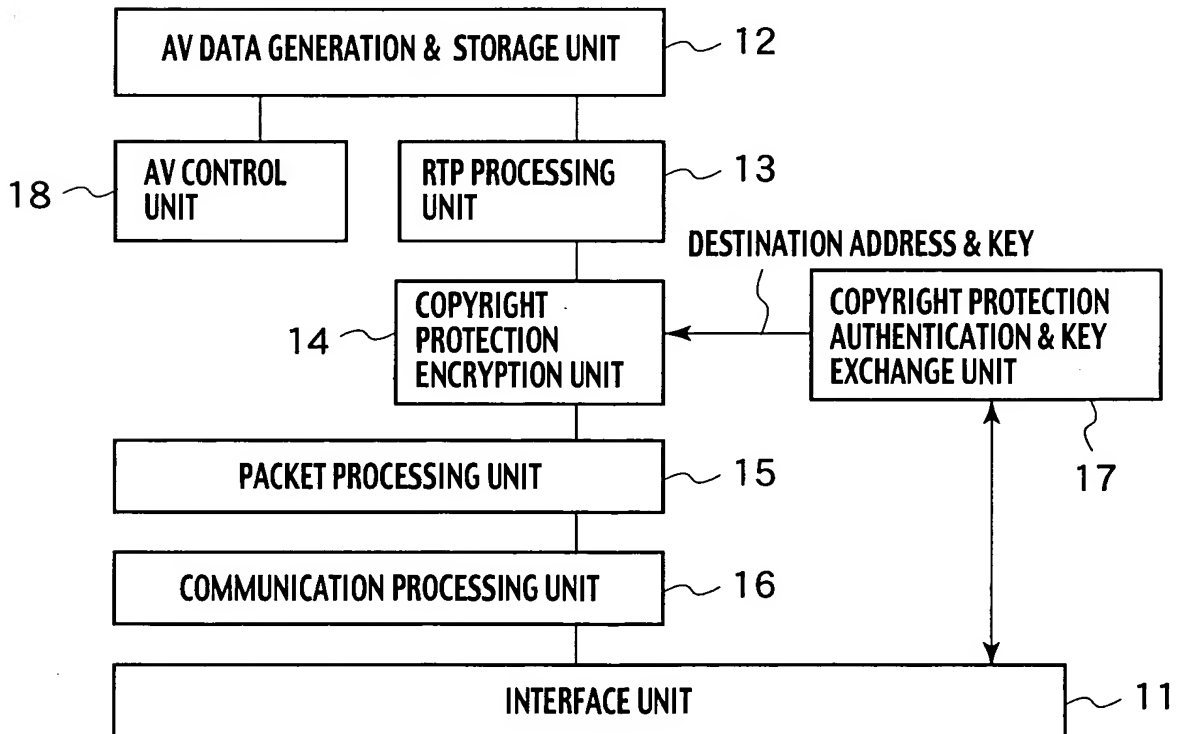 AV DATA GENERATION & STORAGE UNIT
12
AV CONTROL
UNIT
18
RTP PROCESSING
UNIT
13
DESTINATION ADDRESS & KEY
COPYRIGHT
PROTECTION
ENCRYPTION UNIT
14
COPYRIGHT PROTECTION
AUTHENTICATION & KEY
EXCHANGE UNIT
17
PACKET PROCESSING UNIT
15
COMMUNICATION PROCESSING UNIT
16
INTERFACE UNIT
11